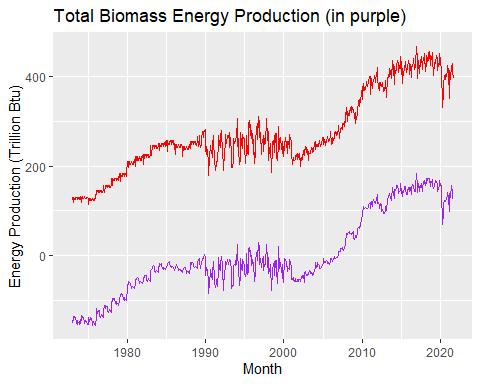 Total Biomass Energy Production (in purple)
Energy Production (Trillion Btu)
400
200
0
1980
1990
2000
2010
2020
Month